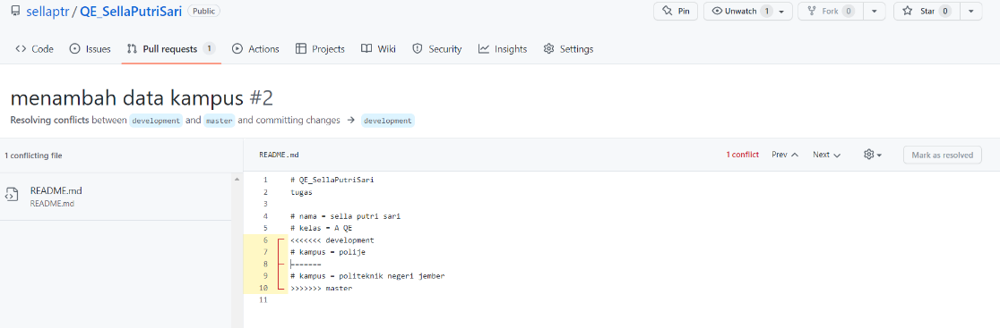 sellaptr / QE_SellaPutriSari Public Pin Unwatch 1 Fork 0 Star 0
Code Issues Pull requests 1 Actions Projects Wiki Security Insights Settings
menambah data kampus #2
Resolving conflicts between development and master and committing changes → development
1 conflicting file
README.md 1 conflict Prev Next Mark as resolved
README.md
README.md
1 # QE_SellaPutriSari
2 tugas
3
4 # nama = sella putri sari
5 # kelas = A QE
6 <<<<<<< development
7 # kampus = polije
8 =======
9 # kampus = politeknik negeri jember
10 >>>>>>> master
11